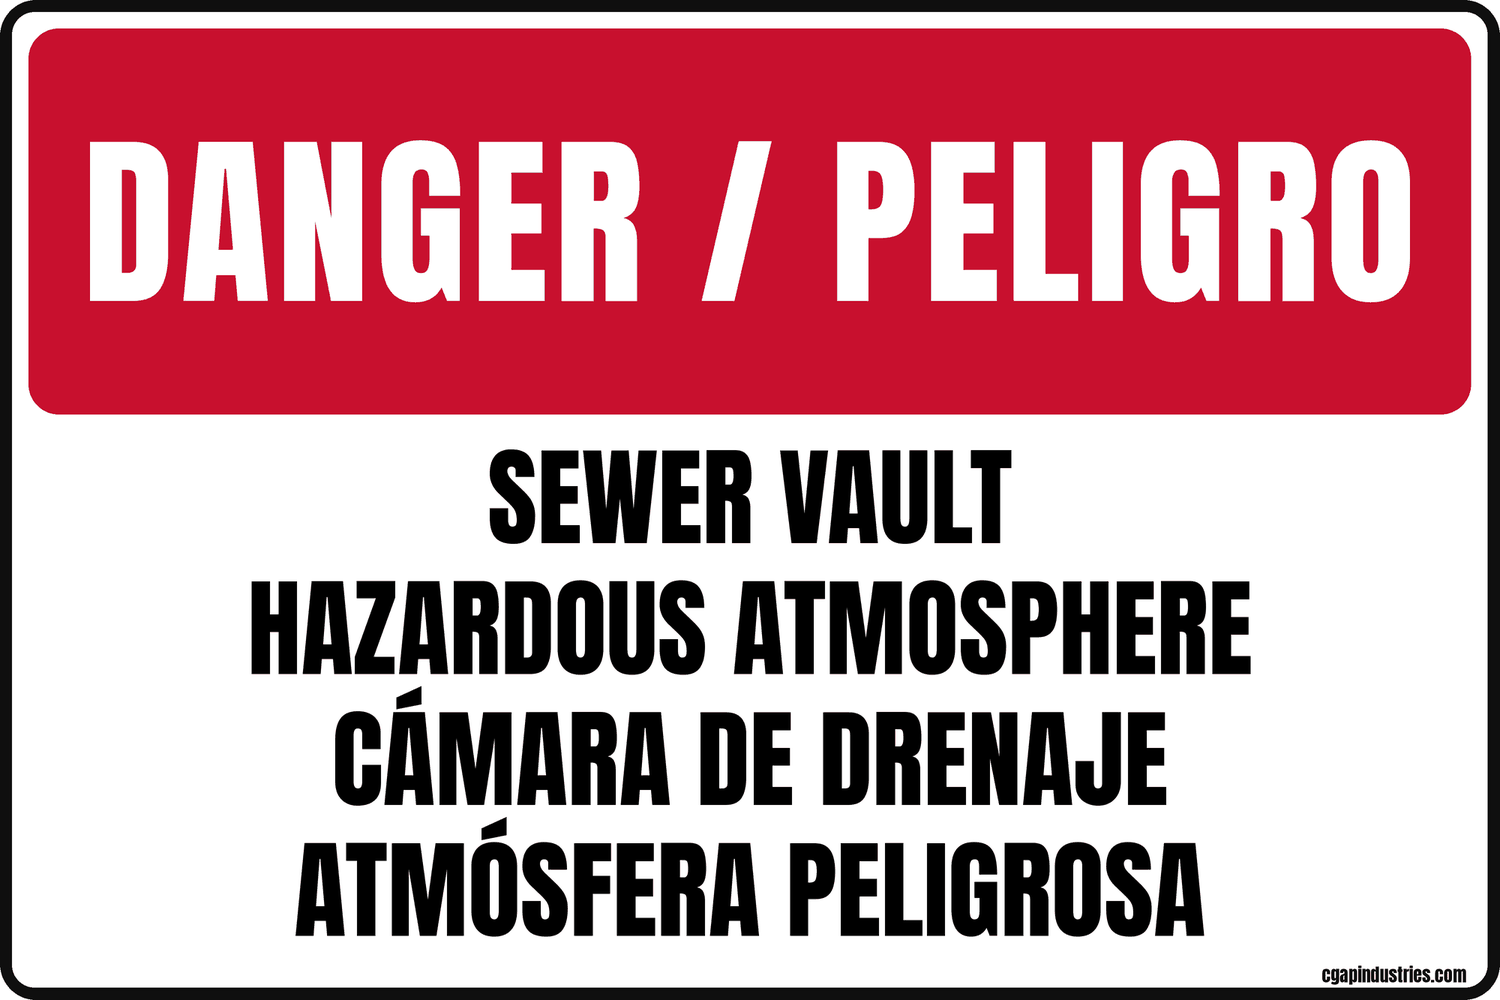 DANGER / PELIGRO
SEWER VAULT
HAZARDOUS ATMOSPHERE
CÁMARA DE DRENAJE
ATMÓSFERA PELIGROSA
cgapindustries.com